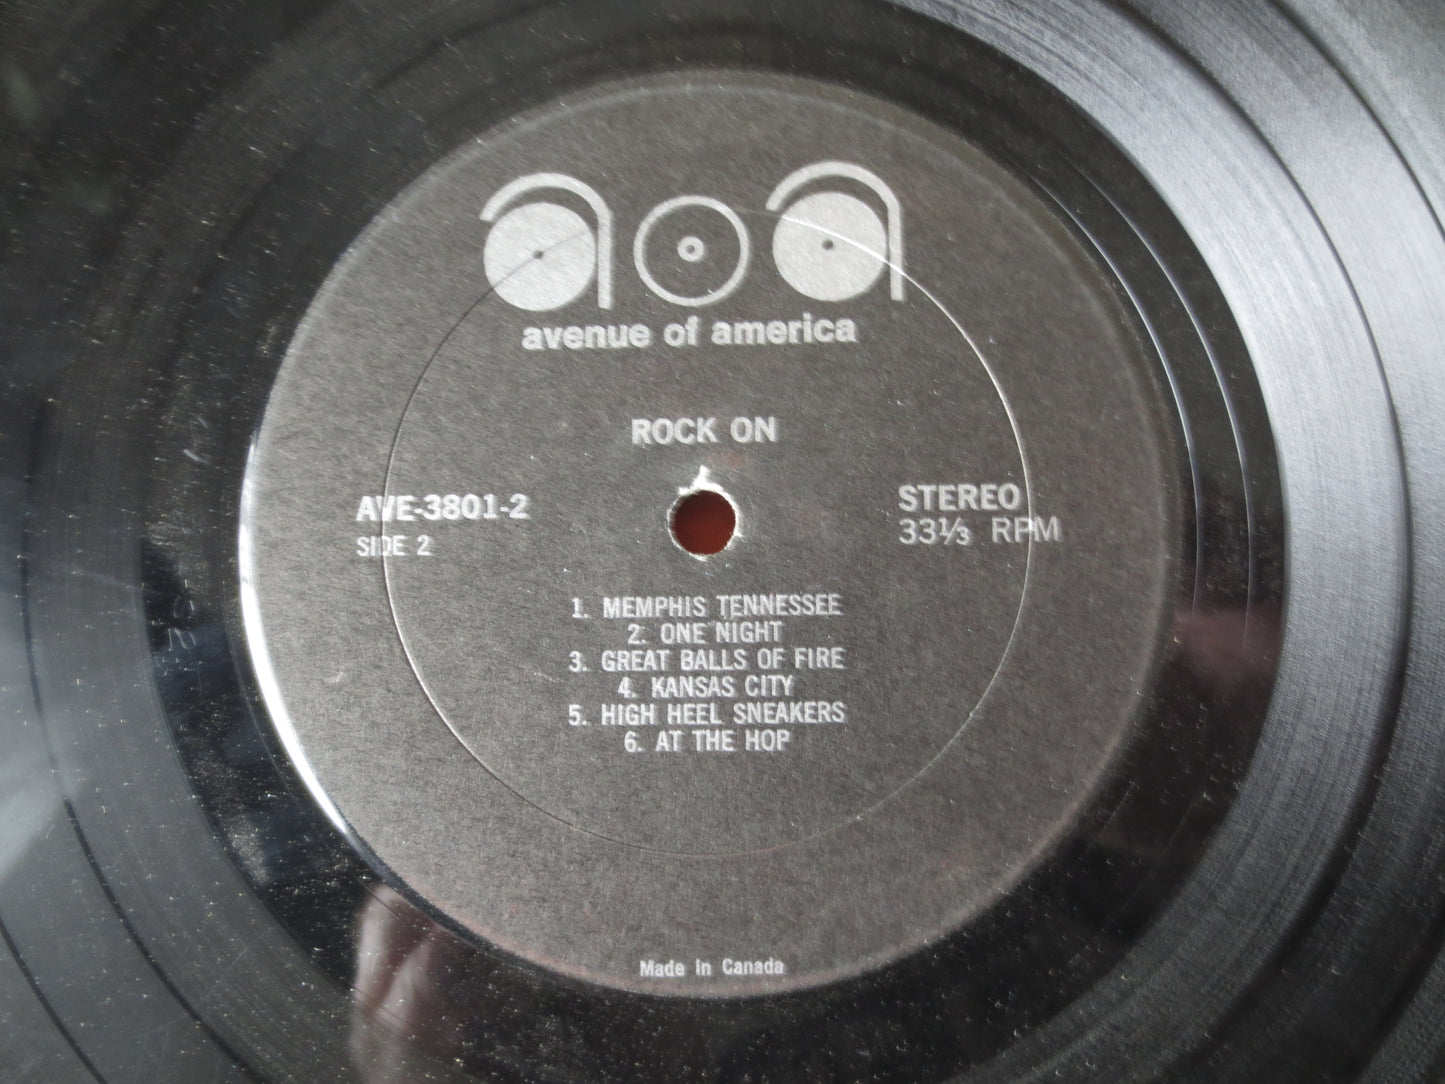 aoa
avenue of america
ROCK ON
AVE-3801-2
SIDE 2
STEREO
33⅓ RPM
1. MEMPHIS TENNESSEE
2. ONE NIGHT
3. GREAT BALLS OF FIRE
4. KANSAS CITY
5. HIGH HEEL SNEAKERS
6. AT THE HOP
Made in Canada